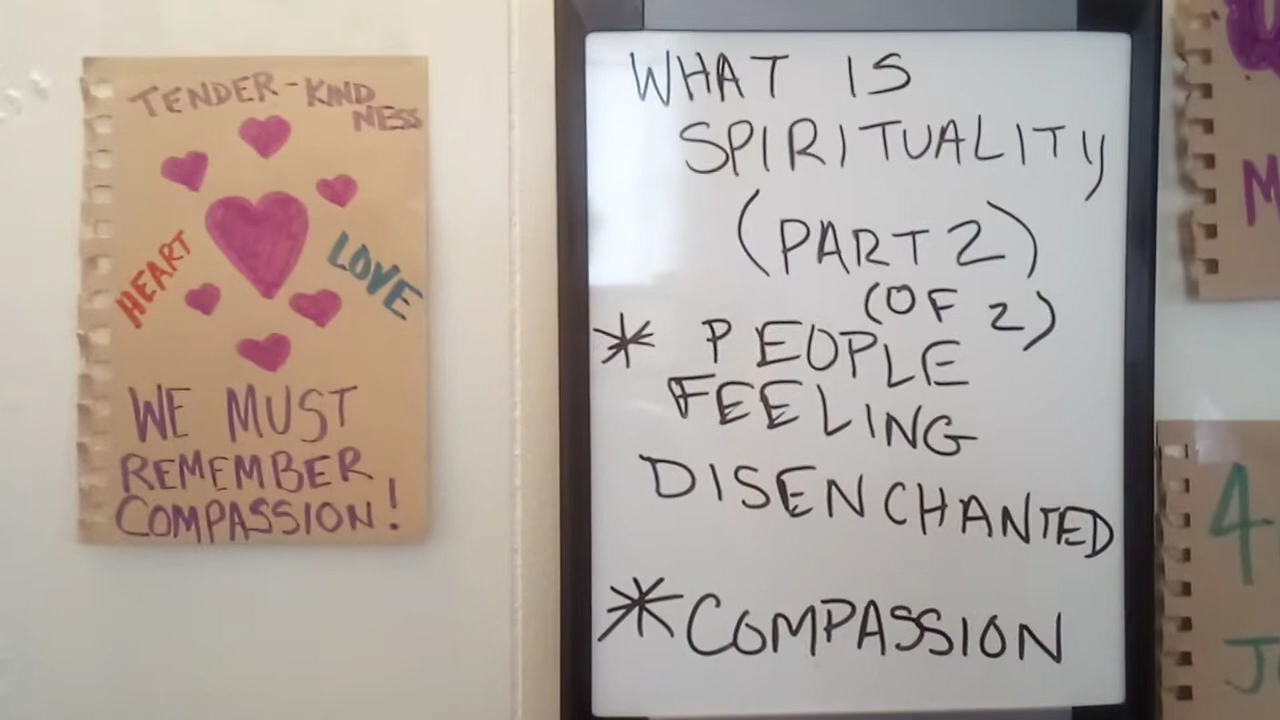 TENDER-KIND
NESS
HEART
LOVE
WE MUST
REMEMBER
COMPASSION!
WHAT IS
SPIRITUALITY
(PART 2)
(OF 2)
* PEOPLE
FEELING
DISENCHANTED
* COMPASSION
4